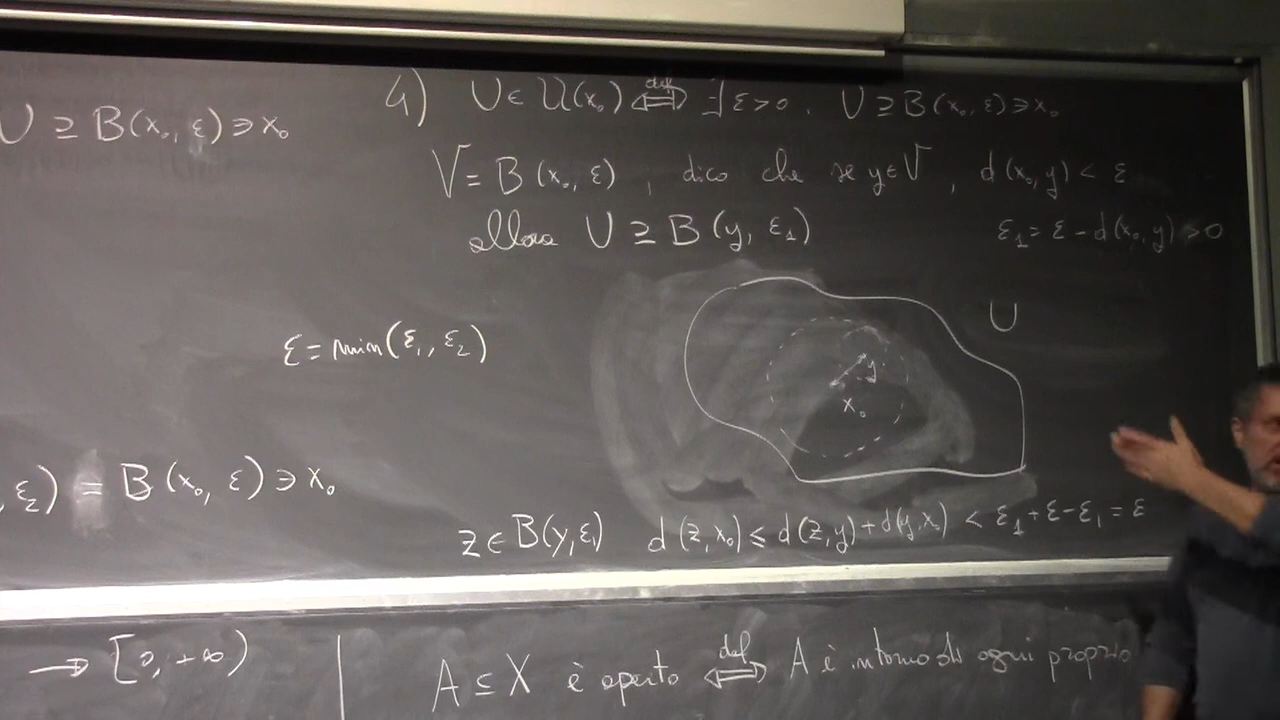 U ⊇ B(x₀, ε) ∋ x₀
4) U ∈ 𝒰(x₀) ⇔def ∃ ε > 0 . U ⊇ B(x₀, ε) ∋ x₀
V = B(x₀, ε) , dico che se y ∈ V , d(x₀, y) < ε
allora U ⊇ B(y, ε₁) ε₁ = ε - d(x₀, y) > 0
U
ε = min(ε₁, ε₂)
y
x₀
, ε₂) = B(x₀, ε) ∋ x₀
z ∈ B(y, ε₁) d(z, x₀) ≤ d(z, y) + d(y, x₀) < ε₁ + ε - ε₁ = ε
→ [0, +∞)
A ⊆ X è aperto ⇔def A è intorno di ogni proprio